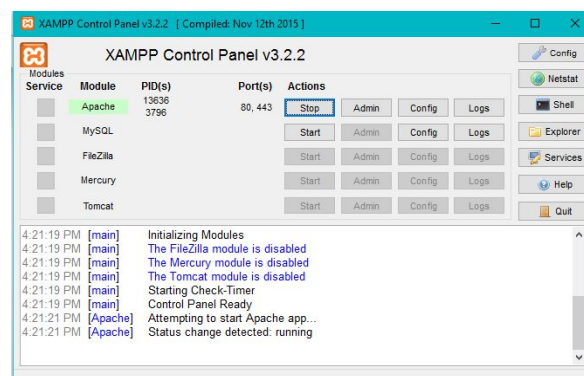 XAMPP Control Panel v3.2.2 [ Compiled: Nov 12th 2015 ]
XAMPP Control Panel v3.2.2
Config
Modules
Service Module PID(s) Port(s) Actions
Netstat
Apache 13636 3796 80, 443 Stop Admin Config Logs
Shell
MySQL Start Admin Config Logs
Explorer
FileZilla Start Admin Config Logs
Services
Mercury Start Admin Config Logs
Help
Tomcat Start Admin Config Logs
Quit
4:21:19 PM [main] Initializing Modules
4:21:19 PM [main] The FileZilla module is disabled
4:21:19 PM [main] The Mercury module is disabled
4:21:19 PM [main] The Tomcat module is disabled
4:21:19 PM [main] Starting Check-Timer
4:21:19 PM [main] Control Panel Ready
4:21:21 PM [Apache] Attempting to start Apache app...
4:21:21 PM [Apache] Status change detected: running